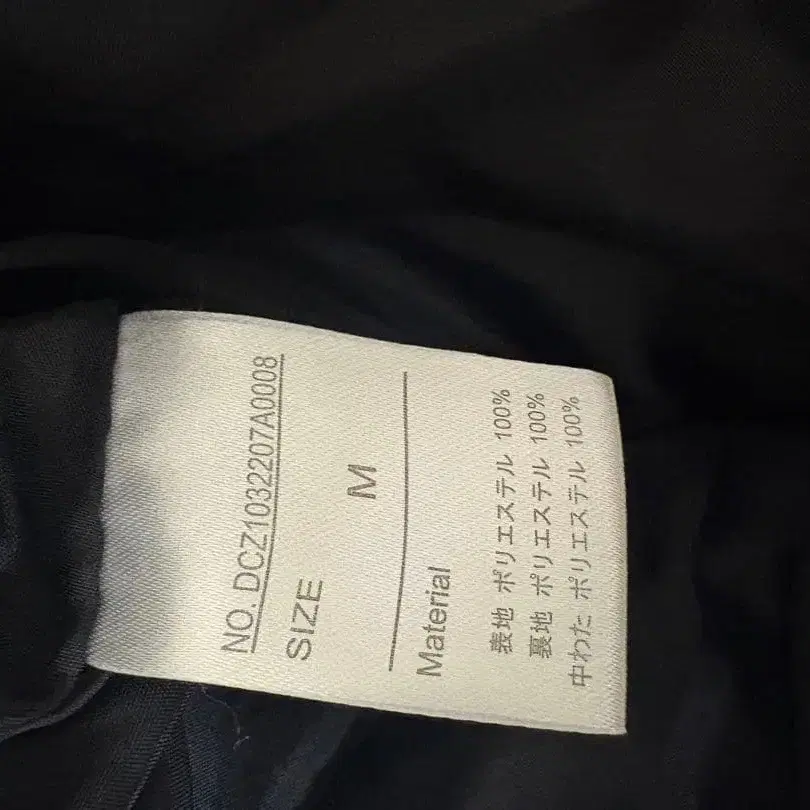 NO. DCZ1032207A0008
SIZE
M
Material
表地 ポリエステル 100%
裏地 ポリエステル 100%
中わた ポリエステル 100%